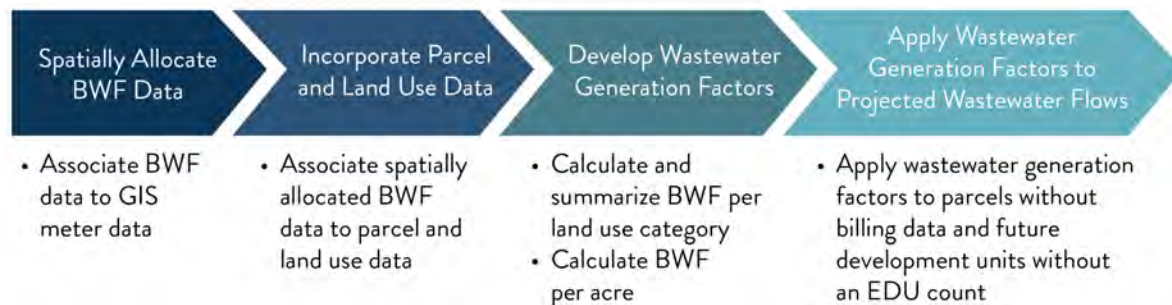 Spatially Allocate
BWF Data
Incorporate Parcel
and Land Use Data
Develop Wastewater
Generation Factors
Apply Wastewater
Generation Factors to
Projected Wastewater Flows
• Associate BWF
data to GIS
meter data
• Associate spatially
allocated BWF
data to parcel and
land use data
• Calculate and
summarize BWF per
land use category
• Calculate BWF
per acre
• Apply wastewater generation
factors to parcels without
billing data and future
development units without
an EDU count